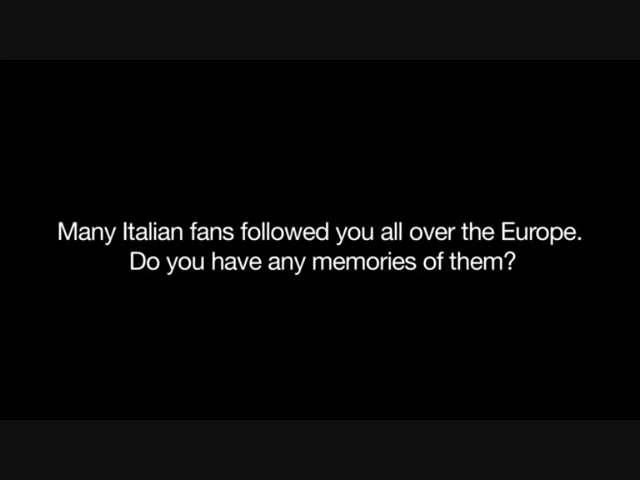 Many Italian fans followed you all over the Europe.
Do you have any memories of them?